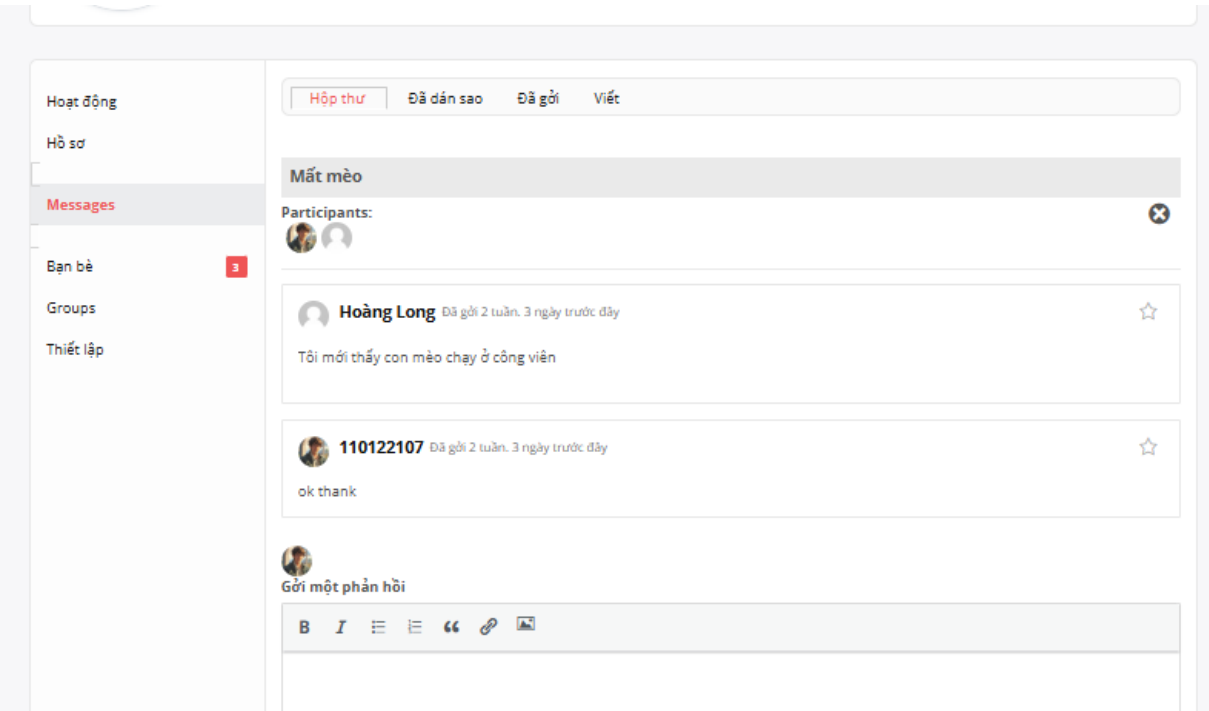 Hoạt động
Hồ sơ
Messages
Bạn bè 3
Groups
Thiết lập
Hộp thư Đã dán sao Đã gởi Viết
Mất mèo
Participants:
Hoàng Long Đã gởi 2 tuần. 3 ngày trước đây
Tôi mới thấy con mèo chạy ở công viên
110122107 Đã gởi 2 tuần. 3 ngày trước đây
ok thank
Gởi một phản hồi
B I